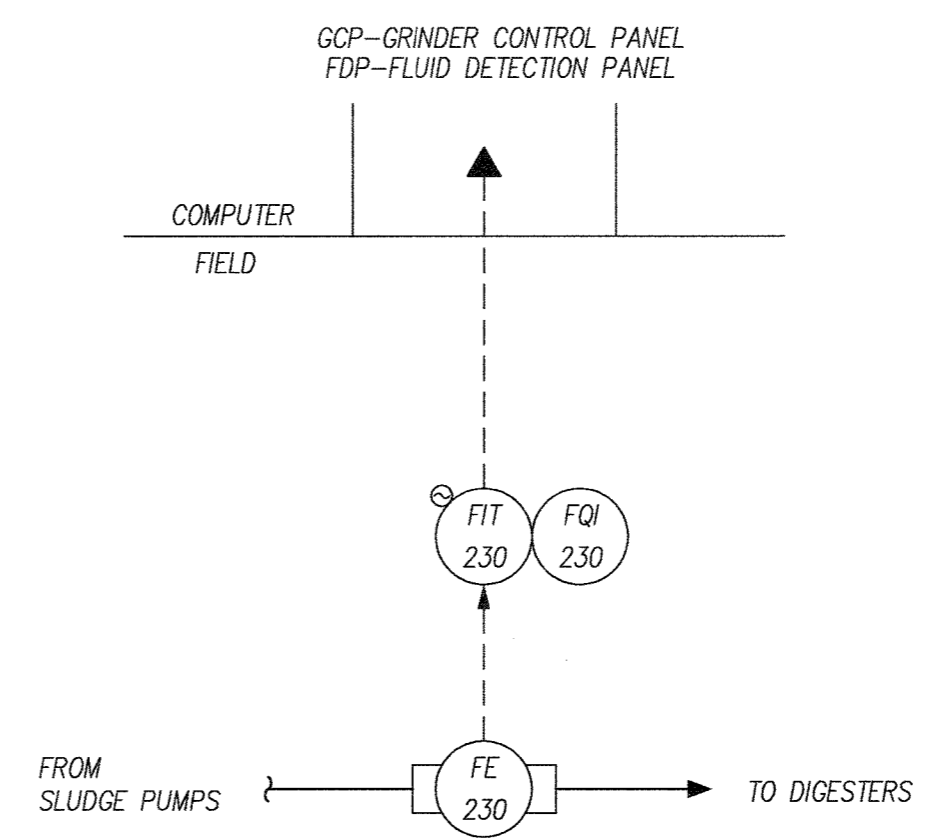 GCP-GRINDER CONTROL PANEL
FDP-FLUID DETECTION PANEL
COMPUTER
FIELD
FIT
230
FQI
230
FE
230
FROM
SLUDGE PUMPS
TO DIGESTERS